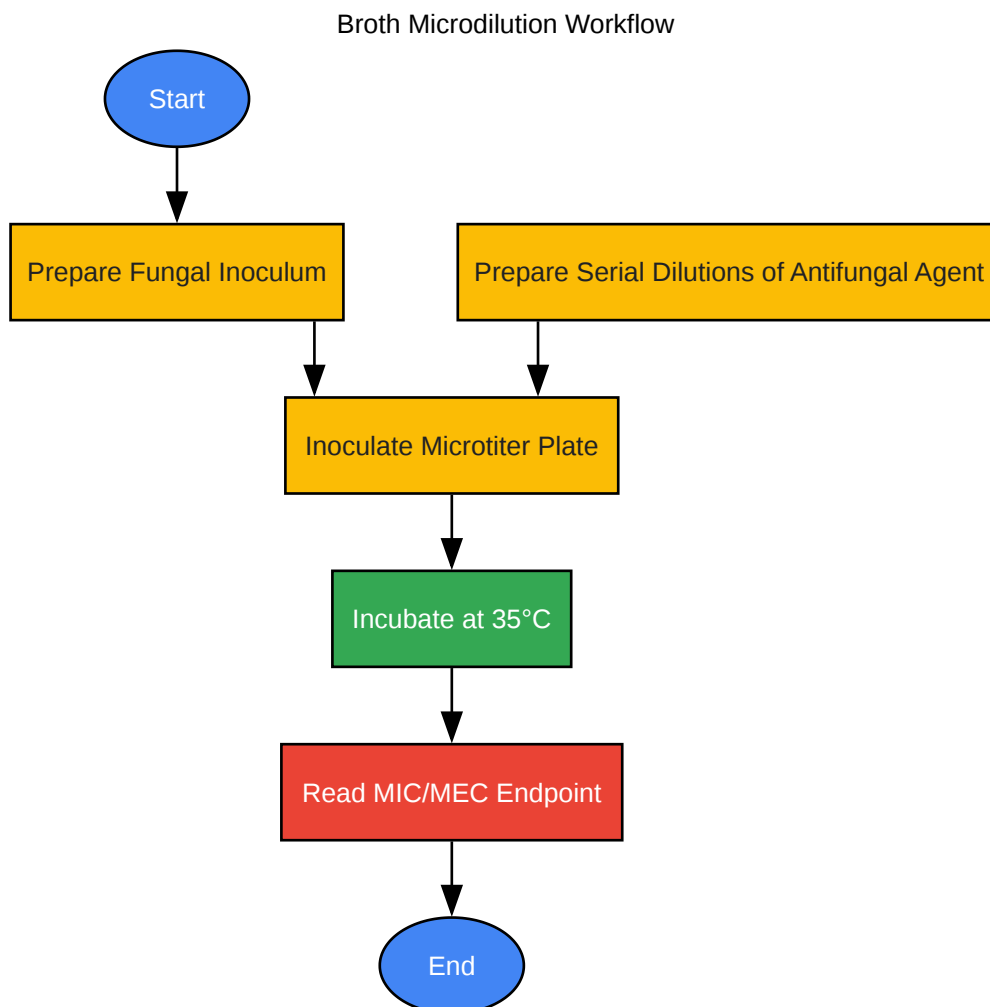 Broth Microdilution Workflow
Start
Prepare Fungal Inoculum
Prepare Serial Dilutions of Antifungal Agent
Inoculate Microtiter Plate
Incubate at 35°C
Read MIC/MEC Endpoint
End